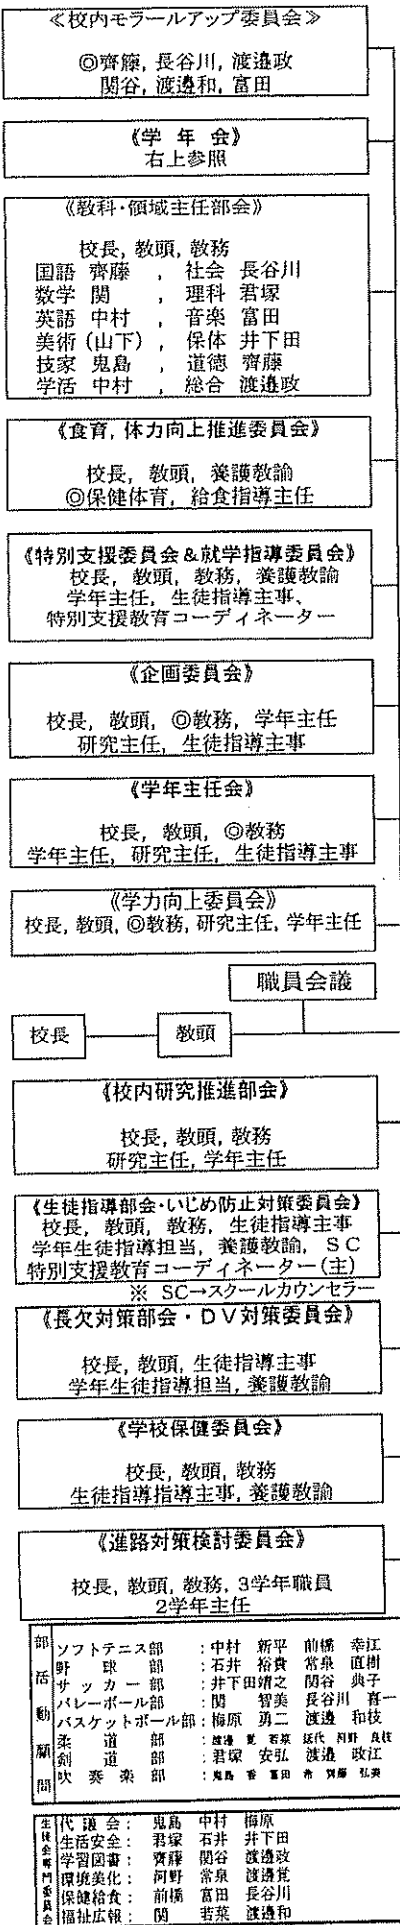 ≪校内モラールアップ委員会≫
◎齊籐, 長谷川, 渡邉政
関谷, 渡邉和, 富田
《学 年 会》
右上参照
《教科・領域主任部会》
校長, 教頭, 教務
国語 齊藤 , 社会 長谷川
数学 関 , 理科 君塚
英語 中村 , 音楽 富田
美術 (山下) , 保体 井下田
技家 鬼島 , 道徳 齊藤
学活 中村 , 総合 渡邉政
《食育, 体力向上推進委員会》
校長, 教頭, 養護教諭
◎保健体育, 給食指導主任
《特別支援委員会＆就学指導委員会》
校長, 教頭, 教務, 養護教諭
学年主任, 生徒指導主事、
特別支援教育コーディネーター
《企画委員会》
校長, 教頭, ◎教務, 学年主任
研究主任, 生徒指導主事
《学年主任会》
校長, 教頭, ◎教務
学年主任, 研究主任, 生徒指導主事
《学力向上委員会》
校長, 教頭, ◎教務, 研究主任, 学年主任
職員会議
校長 教頭
《校内研究推進部会》
校長, 教頭, 教務
研究主任, 学年主任
《生徒指導部会・いじめ防止対策委員会》
校長, 教頭, 教務, 生徒指導主事
学年生徒指導担当, 養護教諭, ＳＣ
特別支援教育コーディネーター(主)
※ SC→スクールカウンセラー
《長欠対策部会・ＤＶ対策委員会》
校長, 教頭, 生徒指導主事
学年生徒指導担当, 養護教諭
《学校保健委員会》
校長, 教頭, 教務
生徒指導指導主事, 養護教諭
《進路対策検討委員会》
校長, 教頭, 教務, 3学年職員
2学年主任
部活動顧問
ソフトテニス部 : 中村 新平 前橋 幸江
野球部 : 石井 裕貴 常泉 直樹
サッカー部 : 井下田靖之 関谷 典子
バレーボール部 : 関 智美 長谷川 喜一
バスケットボール部 : 梅原 勇二 渡邉 和枝
柔道部 : 渡邉 覚 若菜 河野 良枝
剣道部 : 君塚 安弘 渡邉 政江
吹奏楽部 : 鬼島 香 富田 齊藤 弘美
生徒会専門委員会
代議会 : 鬼島 中村 梅原
生活安全 : 君塚 石井 井下田
学習図書 : 齊藤 関谷 渡邉政
環境美化 : 河野 常泉 渡邉覚
保健給食 : 前橋 富田 長谷川
福祉広報 : 関 若菜 渡邉和